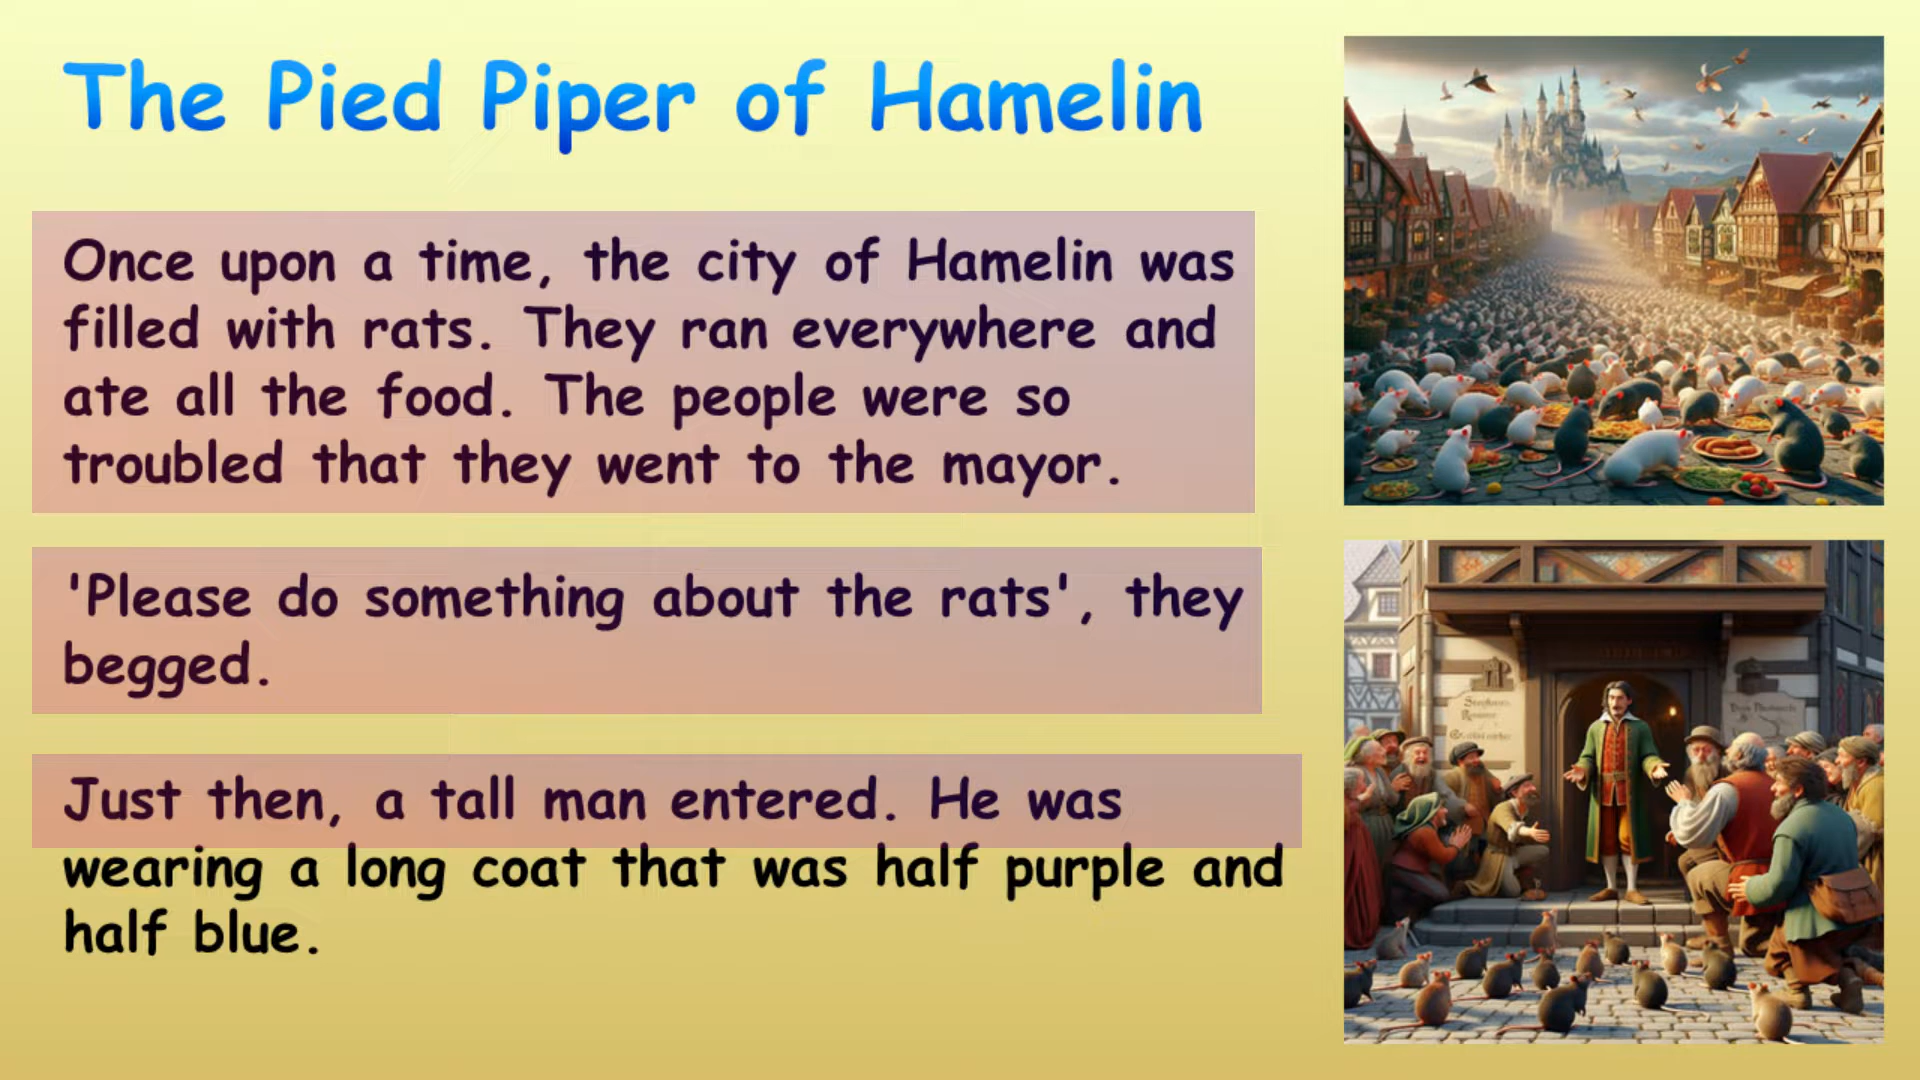 The Pied Piper of Hamelin
Once upon a time, the city of Hamelin was
filled with rats. They ran everywhere and
ate all the food. The people were so
troubled that they went to the mayor.
'Please do something about the rats', they
begged.
Just then, a tall man entered. He was
wearing a long coat that was half purple and
half blue.